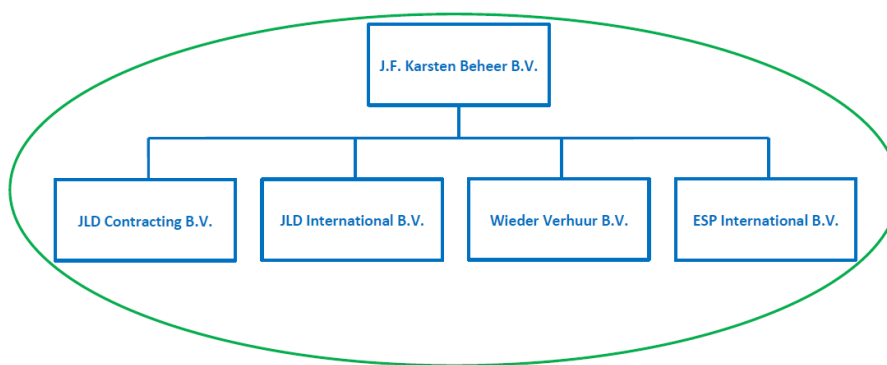 J.F. Karsten Beheer B.V.
JLD Contracting B.V.
JLD International B.V.
Wieder Verhuur B.V.
ESP International B.V.